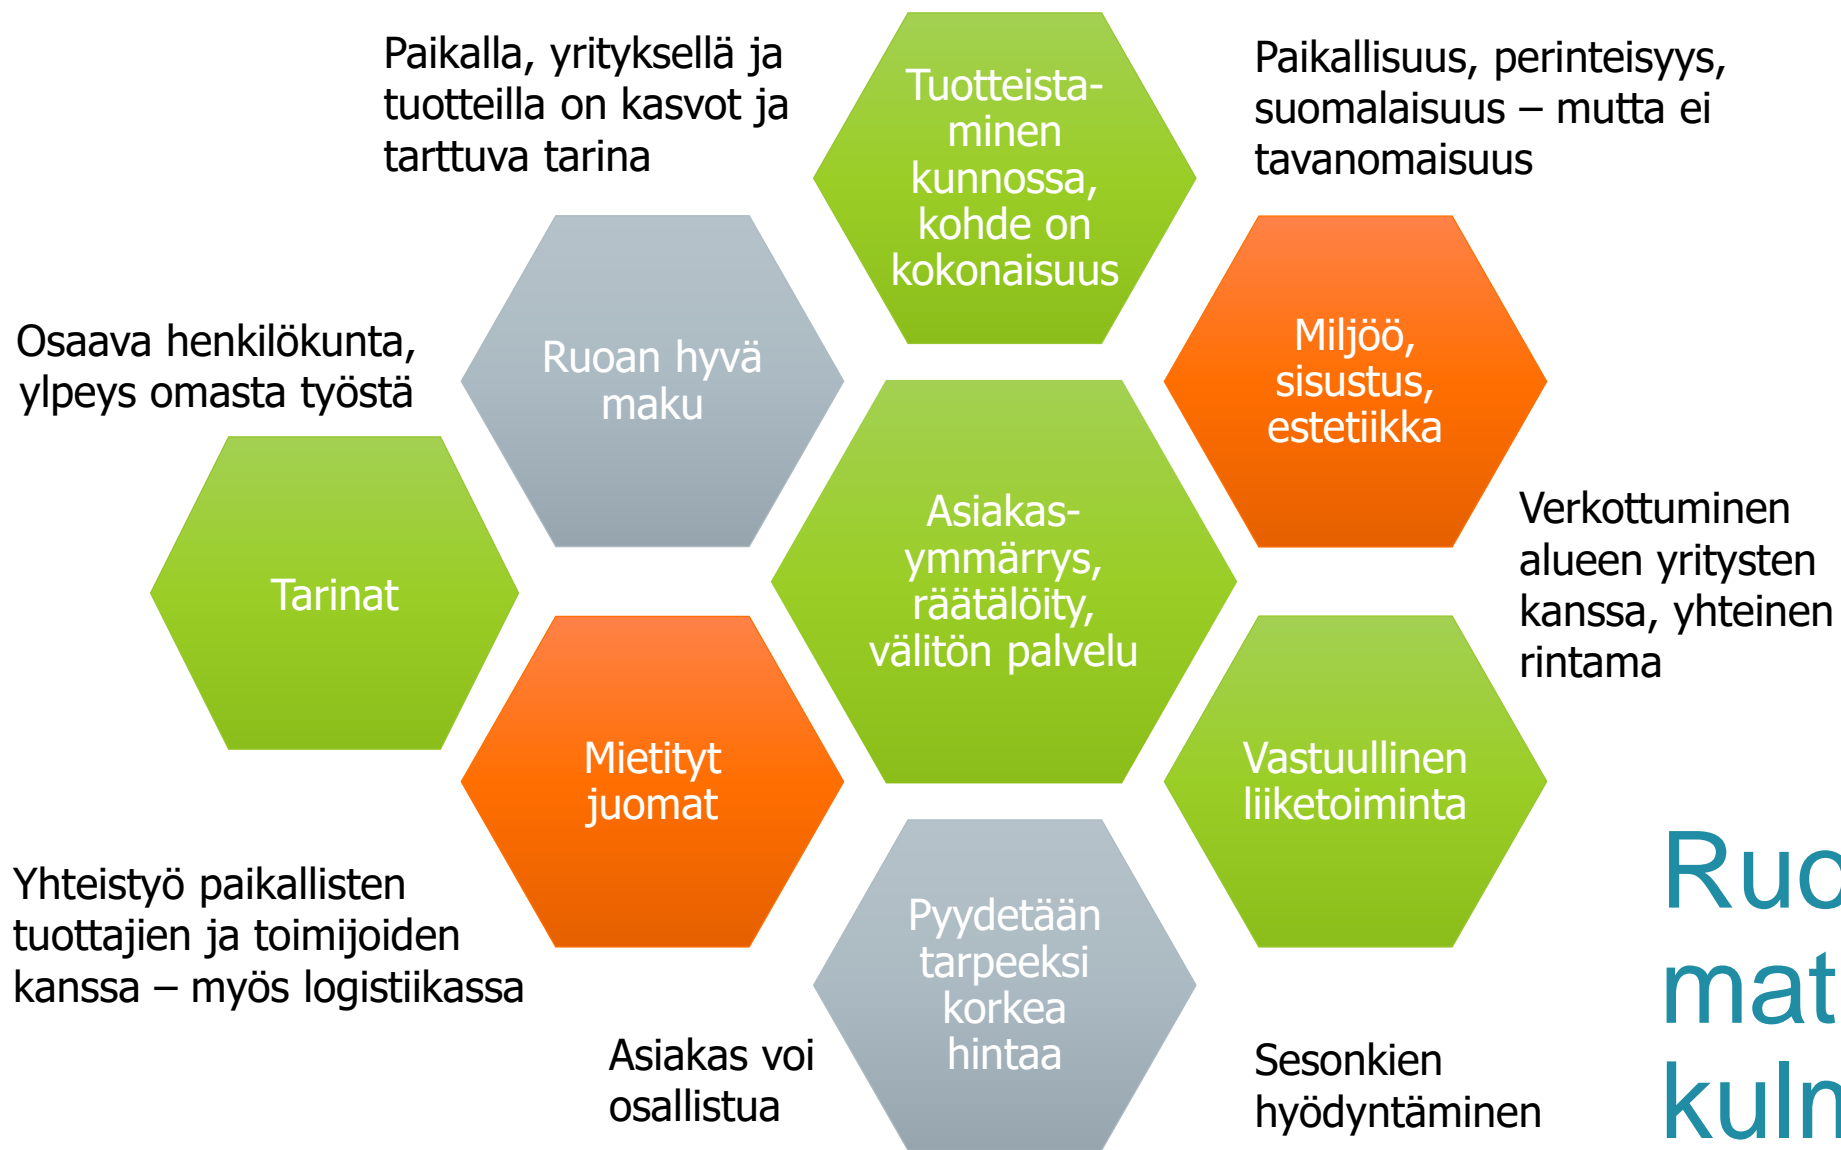 Paikalla, yrityksellä ja
tuotteilla on kasvot ja
tarttuva tarina
Tuotteista-
minen
kunnossa,
kohde on
kokonaisuus
Paikallisuus, perinteisyys,
suomalaisuus – mutta ei
tavanomaisuus
Osaava henkilökunta,
ylpeys omasta työstä
Ruoan hyvä
maku
Miljöö,
sisustus,
estetiikka
Tarinat
Asiakas-
ymmärrys,
räätälöity,
välitön palvelu
Verkottuminen
alueen yritysten
kanssa, yhteinen
rintama
Mietityt
juomat
Vastuullinen
liiketoiminta
Yhteistyö paikallisten
tuottajien ja toimijoiden
kanssa – myös logistiikassa
Pyydetään
tarpeeksi
korkea
hintaa
Asiakas voi
osallistua
Sesonkien
hyödyntäminen